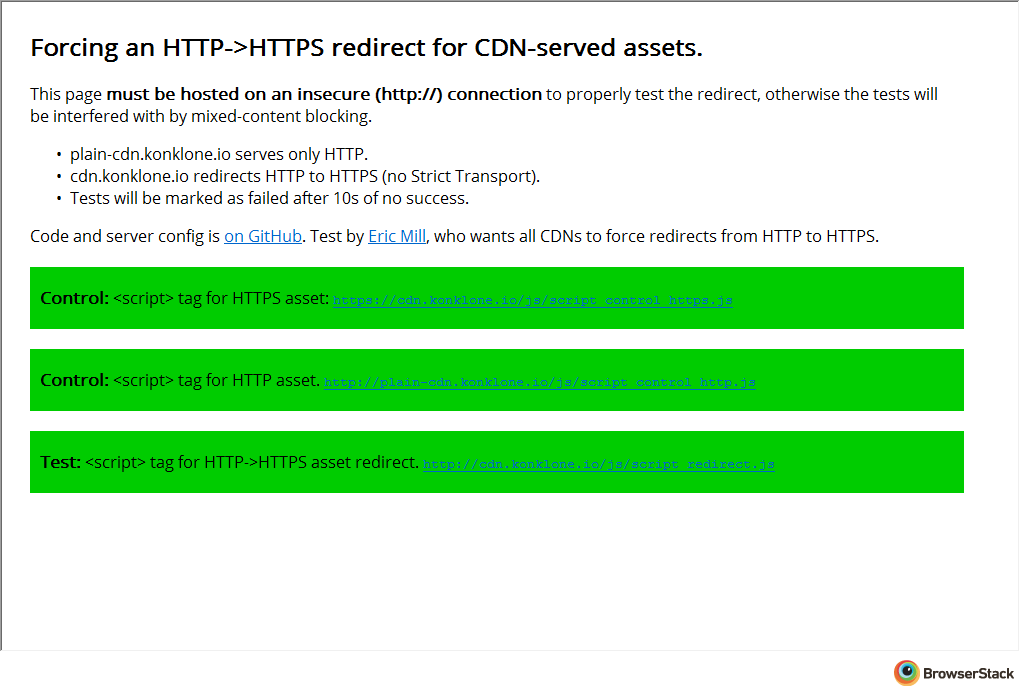 Forcing an HTTP->HTTPS redirect for CDN-served assets.
This page must be hosted on an insecure (http://) connection to properly test the redirect, otherwise the tests will
be interfered with by mixed-content blocking.
• plain-cdn.konklone.io serves only HTTP.
• cdn.konklone.io redirects HTTP to HTTPS (no Strict Transport).
• Tests will be marked as failed after 10s of no success.
Code and server config is on GitHub. Test by Eric Mill, who wants all CDNs to force redirects from HTTP to HTTPS.
Control: <script> tag for HTTPS asset: https://cdn.konklone.io/js/script_control_https.js
Control: <script> tag for HTTP asset. http://plain-cdn.konklone.io/js/script_control_http.js
Test: <script> tag for HTTP->HTTPS asset redirect. http://cdn.konklone.io/js/script_redirect.js
BrowserStack